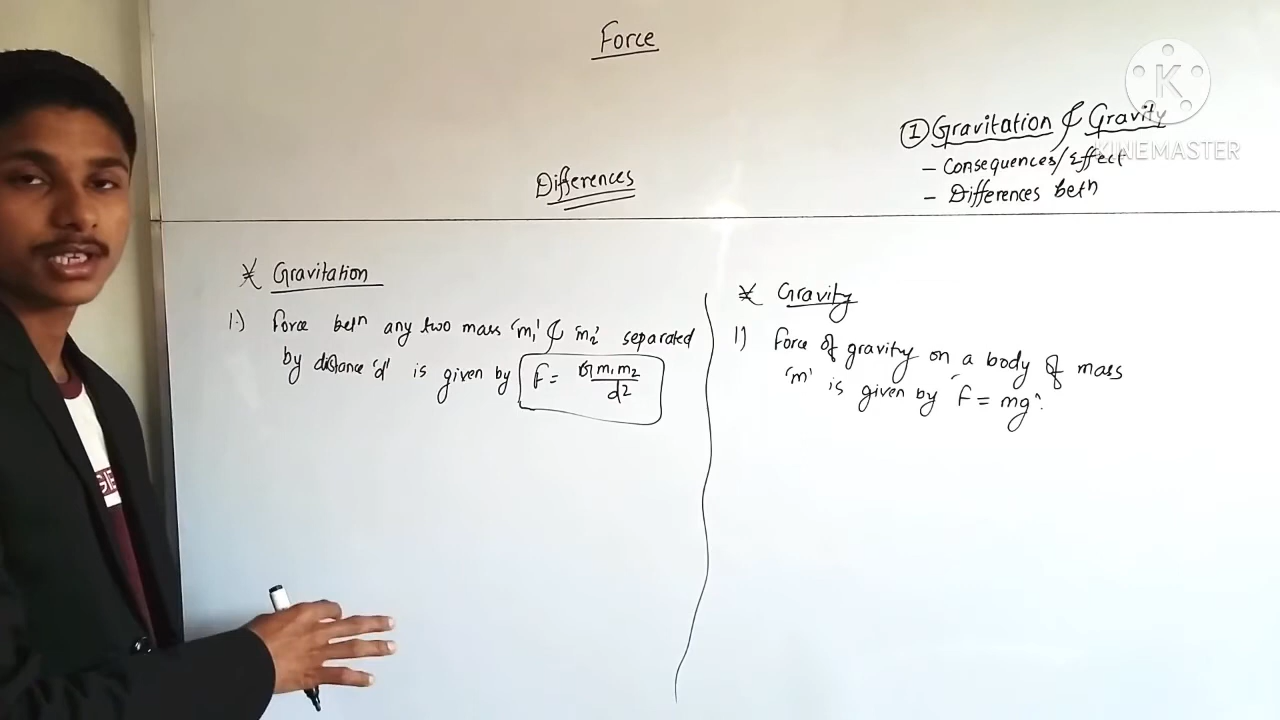 Force
① Gravitation & Gravity
- Consequences/Effect
- Differences betn
Differences
Gravitation
1.) Force betn any two mass 'm₁' & 'm₂' separated
by distance 'd' is given by F = Gm₁m₂/d²
Gravity
1) Force of gravity on a body of mass
'm' is given by 'F = mg'.
K
KINEMASTER